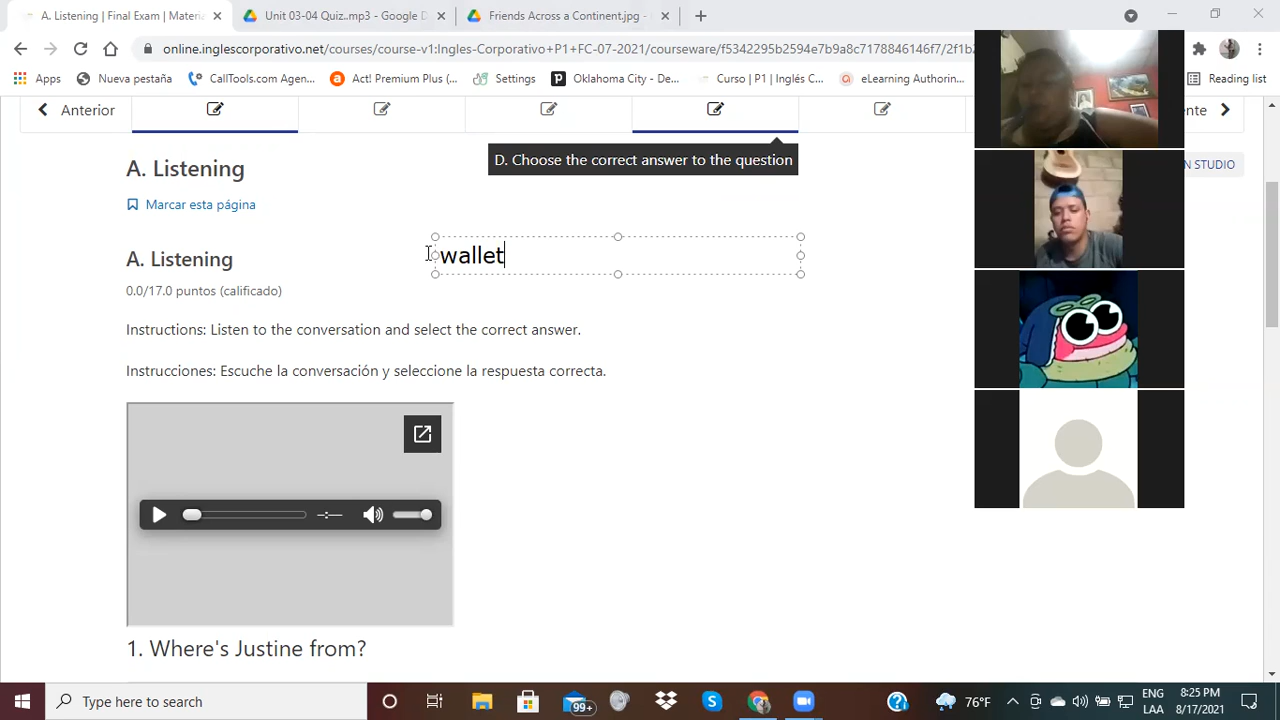 A. Listening | Final Exam | Materia
Unit 03-04 Quiz..mp3 - Google D
Friends Across a Continent.jpg -
online.inglescorporativo.net/courses/course-v1:Ingles-Corporativo+P1+FC-07-2021/courseware/f5342295b2594e7b9a8c7178846146f7/2f1b2
Apps
Nueva pestaña
CallTools.com Agen...
Act! Premium Plus (...
Settings
Oklahoma City - De...
Curso | P1 | Inglés C...
eLearning Authorin...
Reading list
Anterior
ente
D. Choose the correct answer to the question
N STUDIO
A. Listening
Marcar esta página
wallet
A. Listening
0.0/17.0 puntos (calificado)
Instructions: Listen to the conversation and select the correct answer.
Instrucciones: Escuche la conversación y seleccione la respuesta correcta.
-:-
1. Where's Justine from?
Type here to search
99+
76°F
ENG
LAA
8:25 PM
8/17/2021